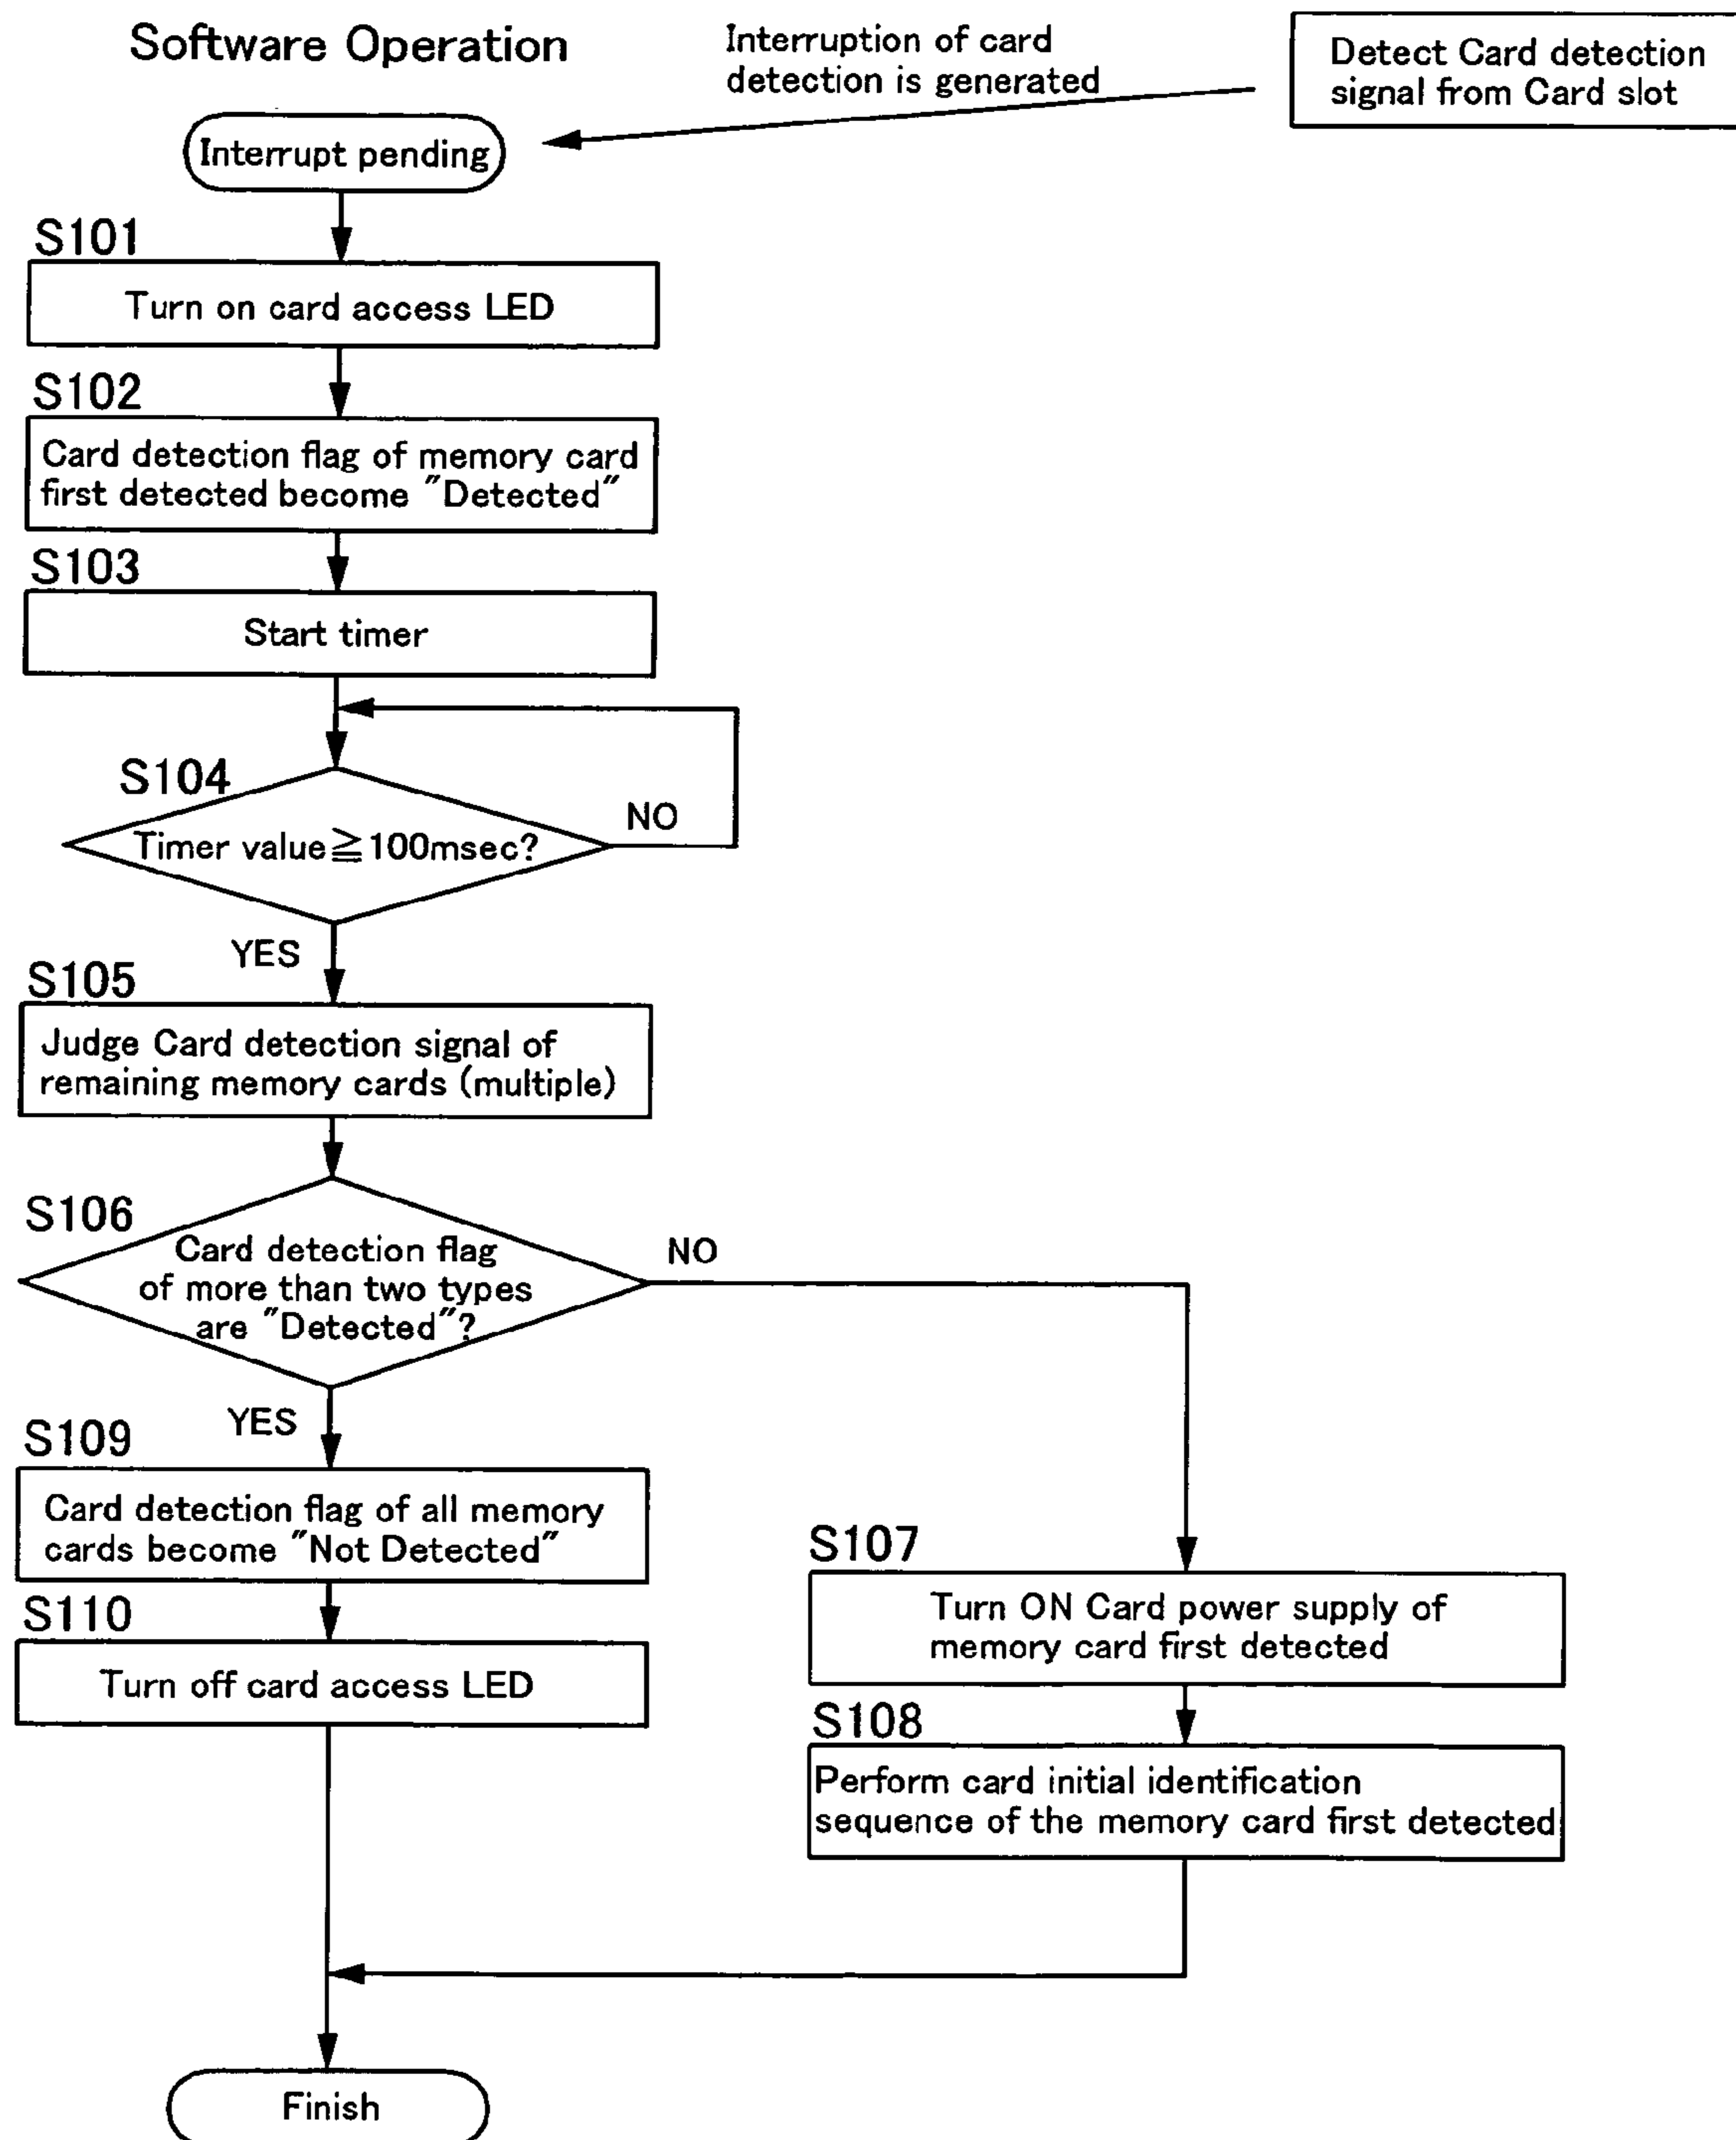 Software Operation
Interruption of card
detection is generated
Detect Card detection
signal from Card slot
Interrupt pending
S101
Turn on card access LED
S102
Card detection flag of memory card
first detected become "Detected"
S103
Start timer
S104
Timer value≧100msec?
NO
YES
S105
Judge Card detection signal of
remaining memory cards (multiple)
S106
Card detection flag
of more than two types
are "Detected"?
NO
YES
S109
Card detection flag of all memory
cards become "Not Detected"
S110
Turn off card access LED
S107
Turn ON Card power supply of
memory card first detected
S108
Perform card initial identification
sequence of the memory card first detected
Finish